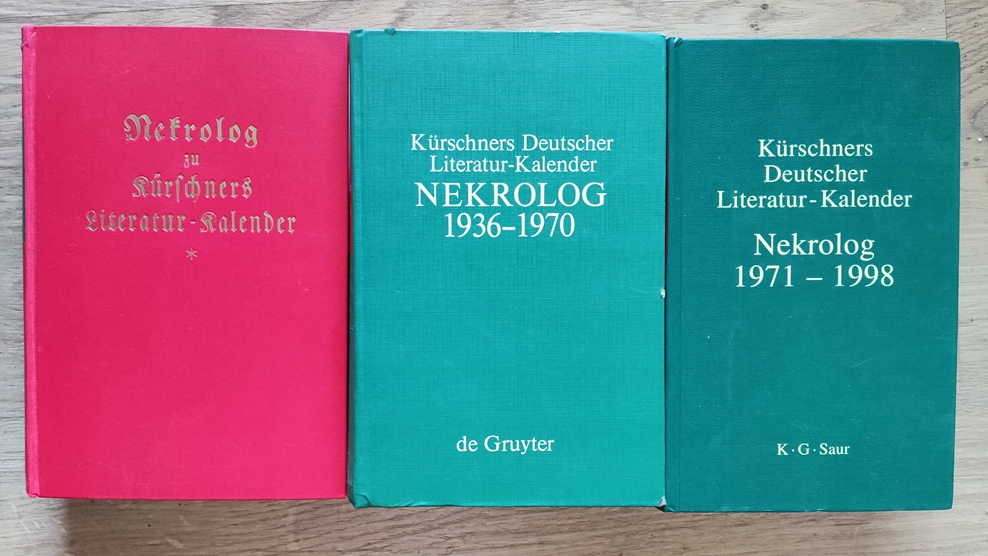 Nekrolog
zu
Kürschners
Literatur-Kalender
*
Kürschners Deutscher
Literatur-Kalender
NEKROLOG
1936–1970
de Gruyter
Kürschners
Deutscher
Literatur-Kalender
Nekrolog
1971 – 1998
K·G·Saur